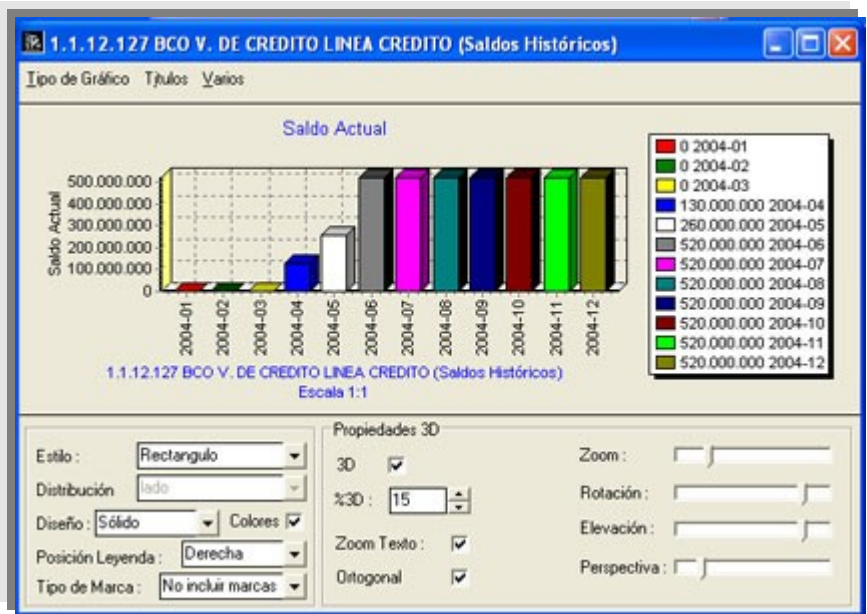 1.1.12.127 BCO V. DE CREDITO LINEA CREDITO (Saldos Históricos)
Tipo de Gráfico Títulos Varios
Saldo Actual
Saldo Actual
500.000.000
400.000.000
300.000.000
200.000.000
100.000.000
0
2004-01
2004-02
2004-03
2004-04
2004-05
2004-06
2004-07
2004-08
2004-09
2004-10
2004-11
2004-12
1.1.12.127 BCO V. DE CREDITO LINEA CREDITO (Saldos Históricos)
Escala 1:1
0 2004-01
0 2004-02
0 2004-03
130.000.000 2004-04
260.000.000 2004-05
520.000.000 2004-06
520.000.000 2004-07
520.000.000 2004-08
520.000.000 2004-09
520.000.000 2004-10
520.000.000 2004-11
520.000.000 2004-12
Estilo : Rectangulo
Distribución lado
Diseño : Sólido Colores
Posición Leyenda : Derecha
Tipo de Marca : No incluir marcas
Propiedades 3D
3D
%3D : 15
Zoom Texto :
Ortogonal
Zoom :
Rotación :
Elevación :
Perspectiva :